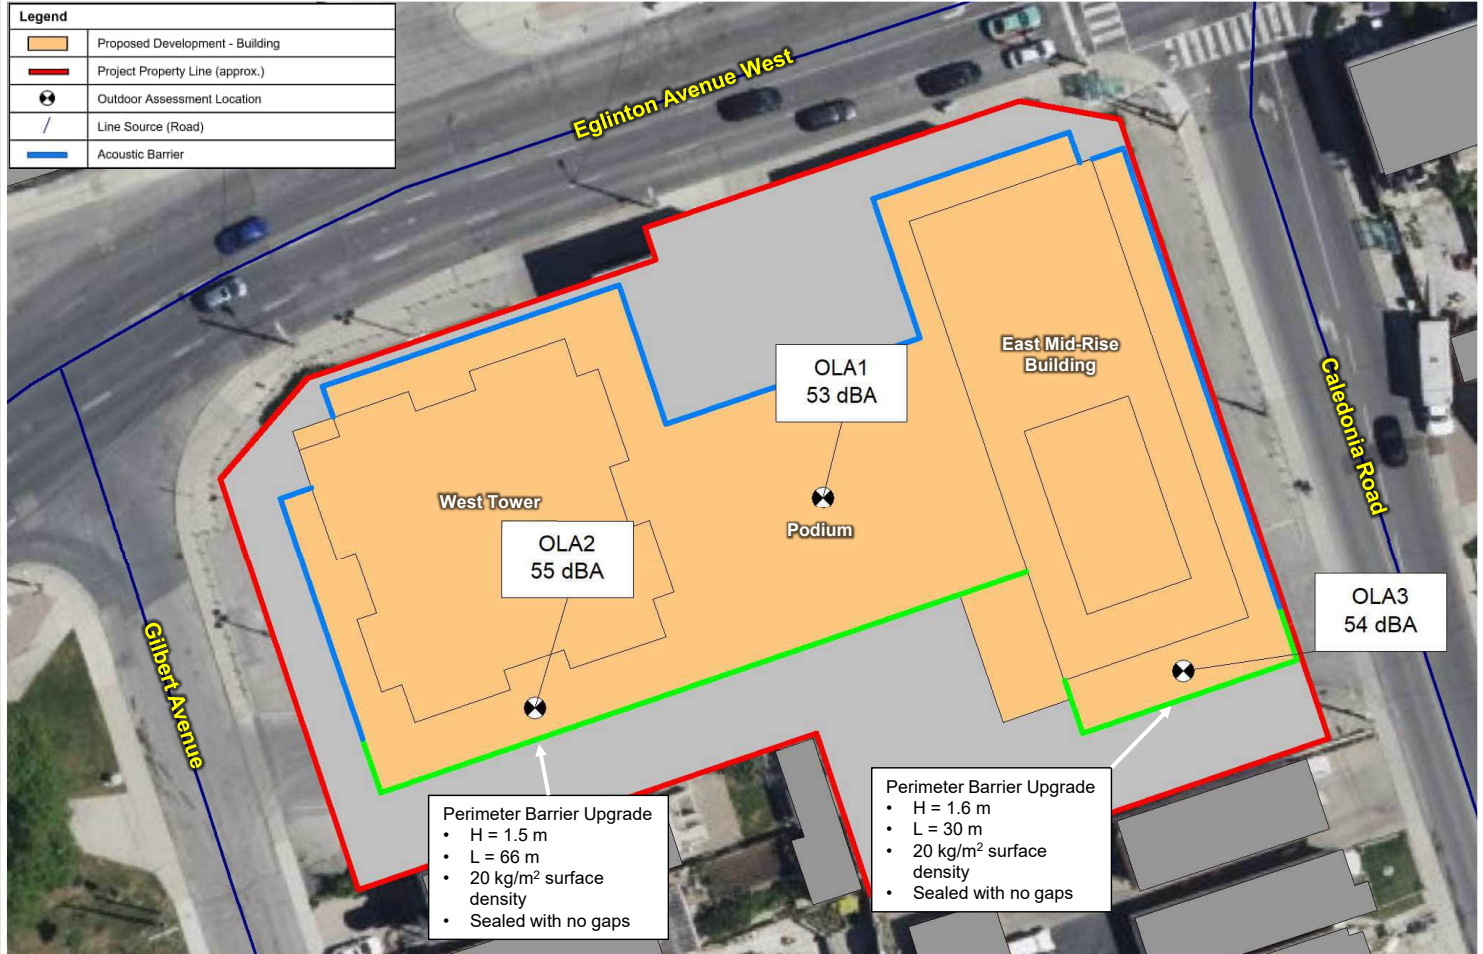 Legend
Proposed Development - Building
Project Property Line (approx.)
Outdoor Assessment Location
Line Source (Road)
Acoustic Barrier
Eglinton Avenue West
East Mid-Rise
Building
OLA1
53 dBA
Caledonia Road
West Tower
Podium
OLA2
55 dBA
OLA3
54 dBA
Gilbert Avenue
Perimeter Barrier Upgrade
• H = 1.5 m
• L = 66 m
• 20 kg/m² surface
density
• Sealed with no gaps
Perimeter Barrier Upgrade
• H = 1.6 m
• L = 30 m
• 20 kg/m² surface
density
• Sealed with no gaps